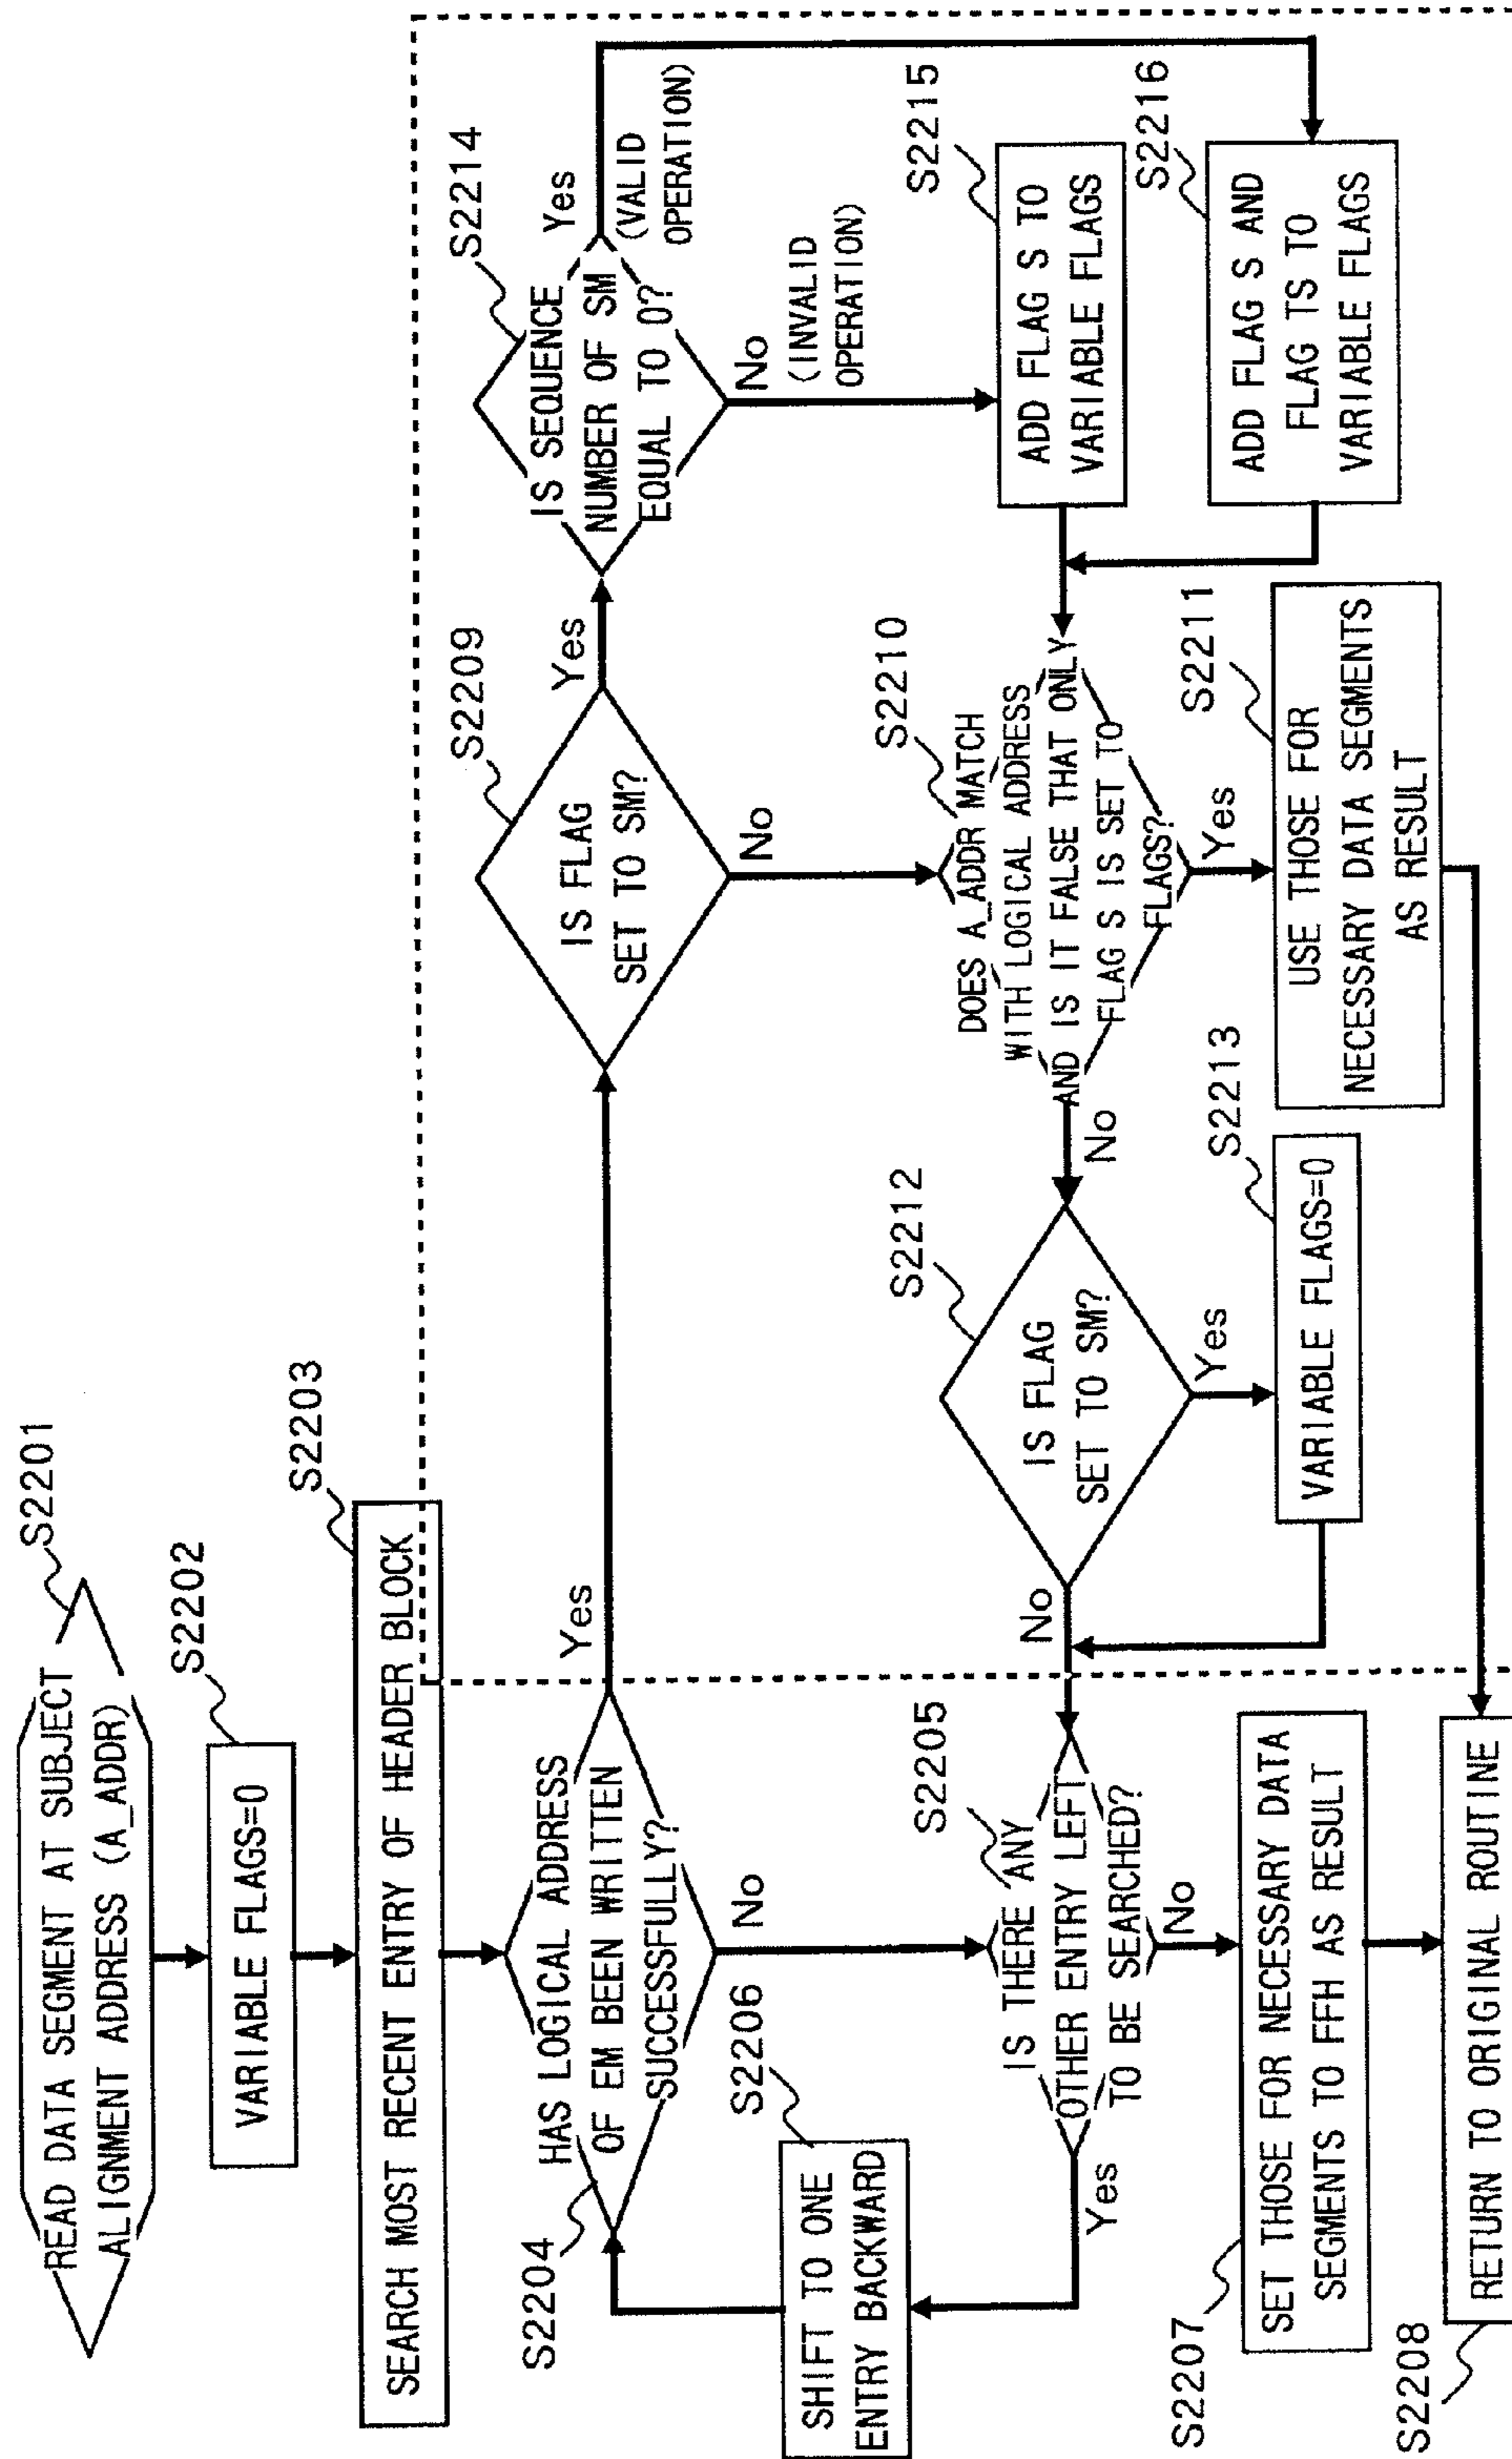 S2201
READ DATA SEGMENT AT SUBJECT
ALIGNMENT ADDRESS (A_ADDR)
S2202
VARIABLE FLAGS=0
S2203
SEARCH MOST RECENT ENTRY OF HEADER BLOCK
S2204
HAS LOGICAL ADDRESS
OF EM BEEN WRITTEN
SUCCESSFULLY?
Yes
No
S2206
SHIFT TO ONE
ENTRY BACKWARD
S2205
IS THERE ANY
OTHER ENTRY LEFT
TO BE SEARCHED?
Yes
No
S2207
SET THOSE FOR NECESSARY DATA
SEGMENTS TO FFH AS RESULT
S2208
RETURN TO ORIGINAL ROUTINE
S2209
IS FLAG
SET TO SM?
Yes
No
S2214
IS SEQUENCE
NUMBER OF SM
EQUAL TO 0?
Yes
(VALID
OPERATION)
No
(INVALID
OPERATION)
S2215
ADD FLAG S TO
VARIABLE FLAGS
S2216
ADD FLAG S AND
FLAG TS TO
VARIABLE FLAGS
S2210
DOES A_ADDR MATCH
WITH LOGICAL ADDRESS
AND IS IT FALSE THAT ONLY
FLAG S IS SET TO
FLAGS?
Yes
No
S2211
USE THOSE FOR
NECESSARY DATA SEGMENTS
AS RESULT
S2212
IS FLAG
SET TO SM?
Yes
No
S2213
VARIABLE FLAGS=0